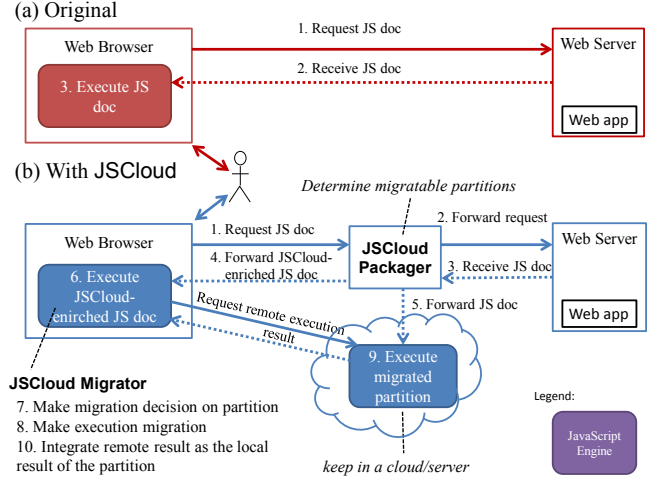 (a) Original
Web Browser
1. Request JS doc
Web Server
2. Receive JS doc
3. Execute JS
doc
Web app
(b) With JSCloud
Determine migratable partitions
1. Request JS doc
2. Forward request
Web Browser
JSCloud
Packager
Web Server
4. Forward JSCloud-
enriched JS doc
3. Receive JS doc
6. Execute
JSCloud-
enirched JS doc
Request remote execution
result
5. Forward JS doc
Web app
9. Execute
migrated
partition
JSCloud Migrator
7. Make migration decision on partition
8. Make execution migration
10. Integrate remote result as the local
result of the partition
keep in a cloud/server
Legend:
JavaScript
Engine